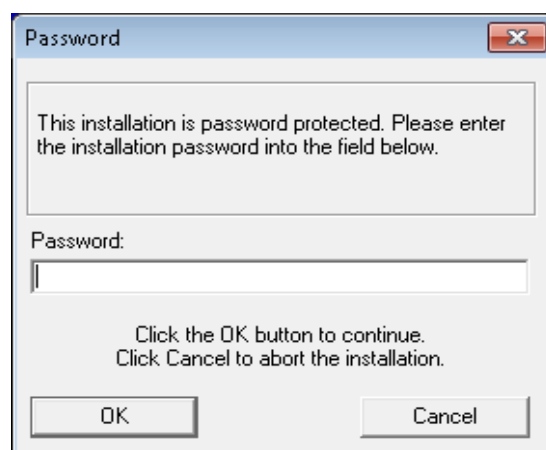 Password
This installation is password protected. Please enter
the installation password into the field below.
Password:
Click the OK button to continue.
Click Cancel to abort the installation.
OK
Cancel